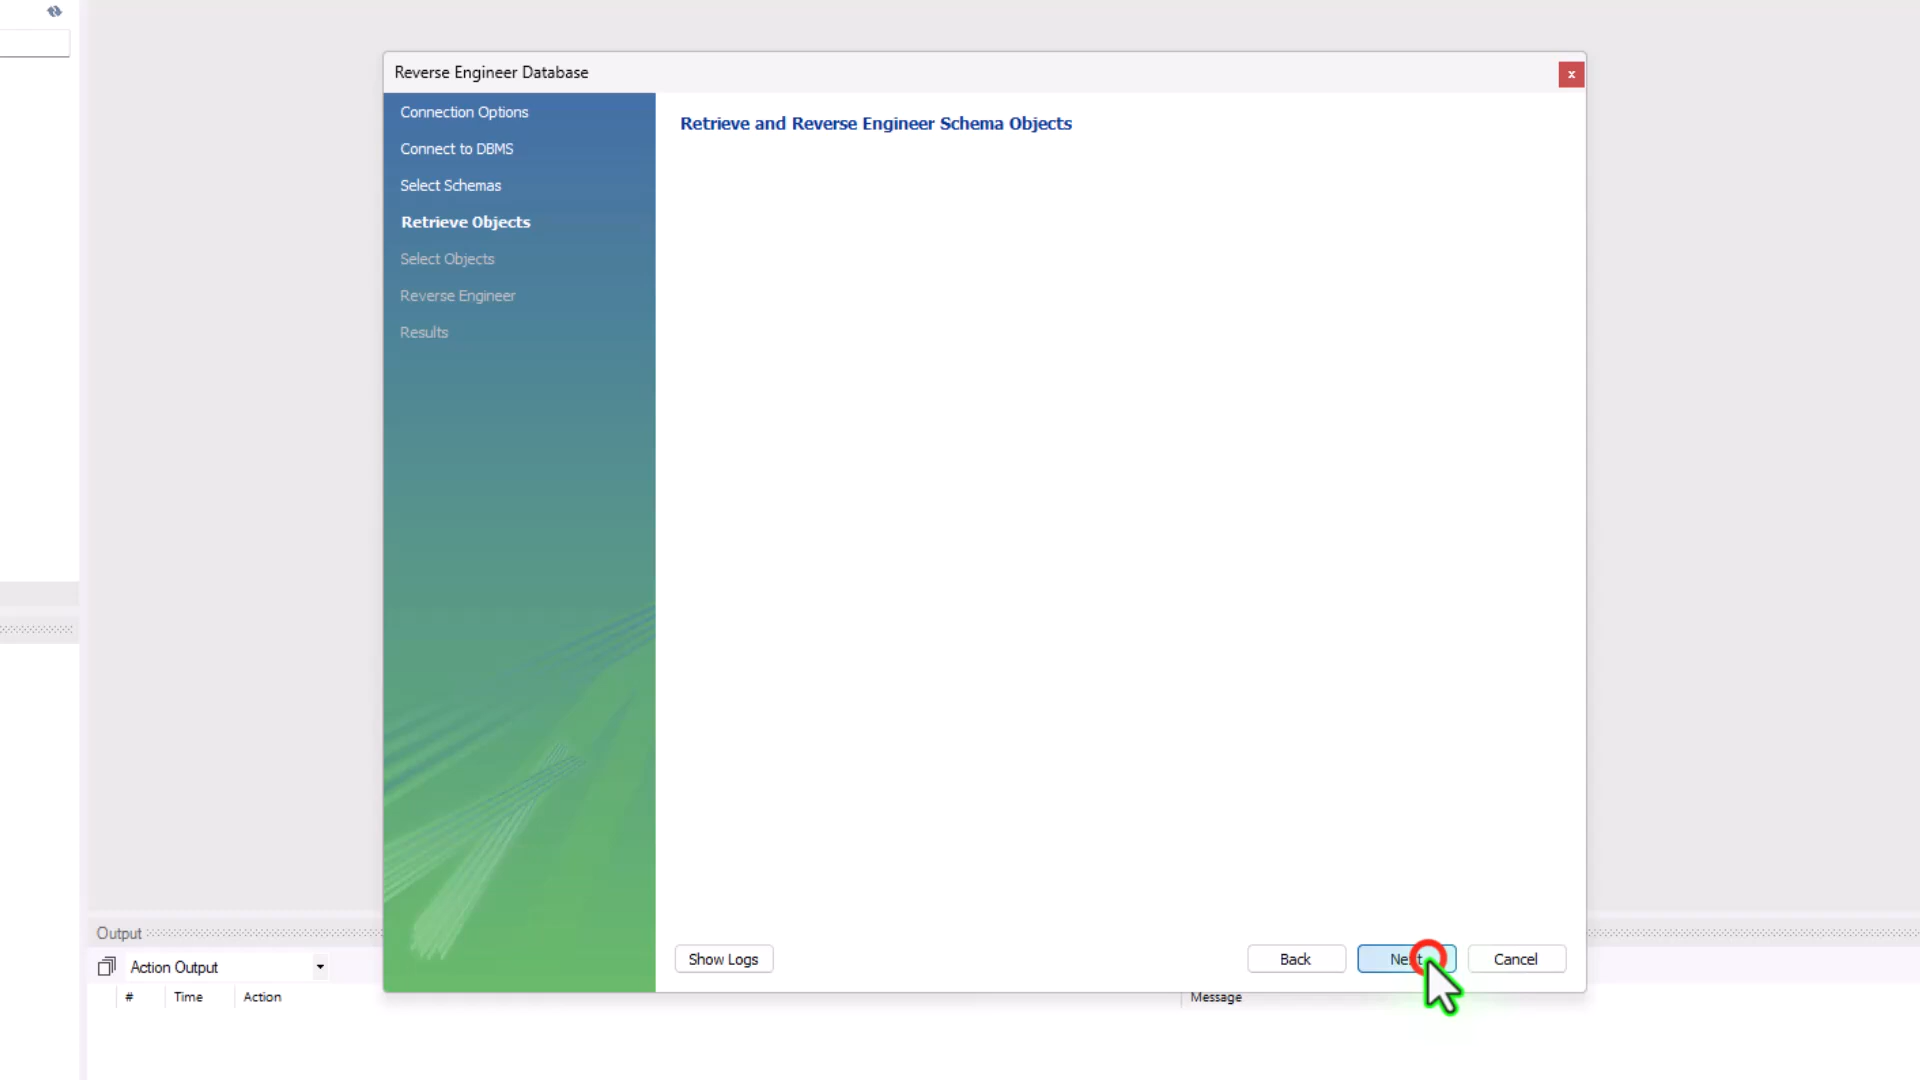 Reverse Engineer Database
x
Connection Options
Connect to DBMS
Select Schemas
Retrieve Objects
Select Objects
Reverse Engineer
Results
Retrieve and Reverse Engineer Schema Objects
Show Logs
Back
Next
Cancel
Output
Action Output
# Time Action Message